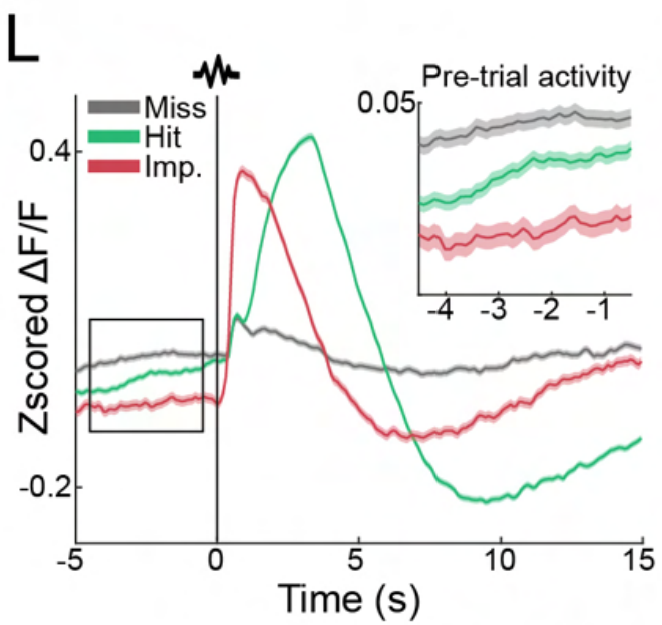 L
Pre-trial activity
0.05
-4 -3 -2 -1
Miss
Hit
Imp.
0.4
-0.2
Zscored ΔF/F
-5 0 5 10 15
Time (s)